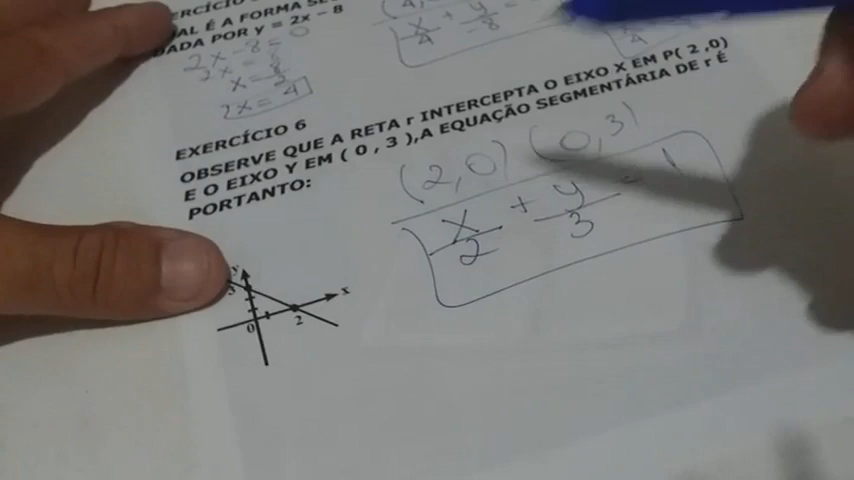 ERCÍCIO
AL É A FORMA SE
DADA POR y = 2x - 8
2x - 8 = 0
2x = 8
x = 8/2
2x = 4
x/4 + y/-8 =
EXERCÍCIO 6
OBSERVE QUE A RETA r INTERCEPTA O EIXO X EM P( 2 ,0)
E O EIXO Y EM ( 0 , 3 ),A EQUAÇÃO SEGMENTÁRIA DE r É
PORTANTO:
(2,0) (0,3)
x/2 + y/3 = 1
y
3
x
0
2